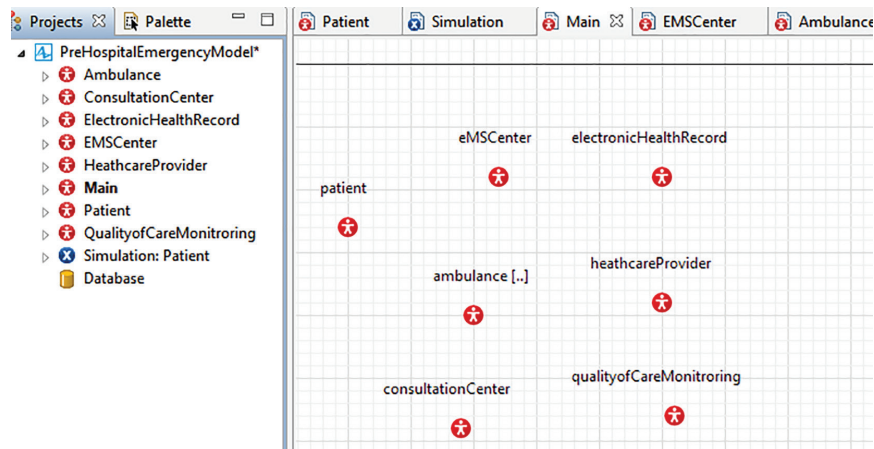 Projects Palette
PreHospitalEmergencyModel*
Ambulance
ConsultationCenter
ElectronicHealthRecord
EMSCenter
HeathcareProvider
Main
Patient
QualityofCareMonitroring
Simulation: Patient
Database
Patient Simulation Main EMSCenter Ambulance
eMSCenter electronicHealthRecord
patient
ambulance [..] heathcareProvider
consultationCenter qualityofCareMonitroring